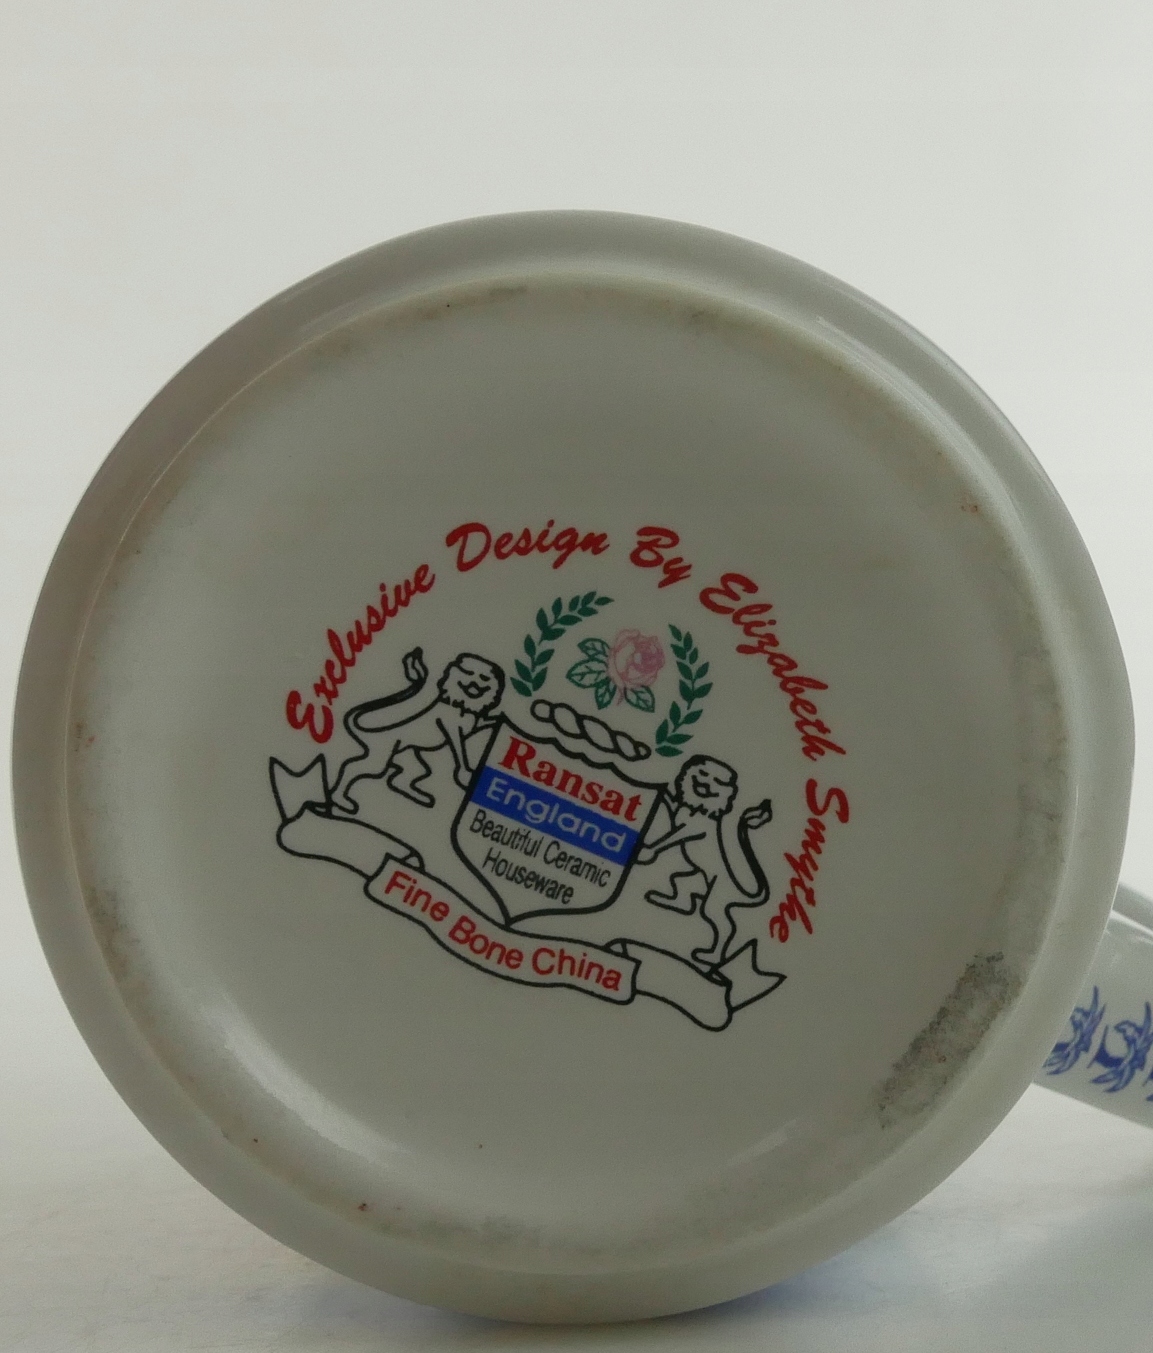 Exclusive Design By Elizabeth Smythe
Ransat
England
Beautiful Ceramic
Houseware
Fine Bone China